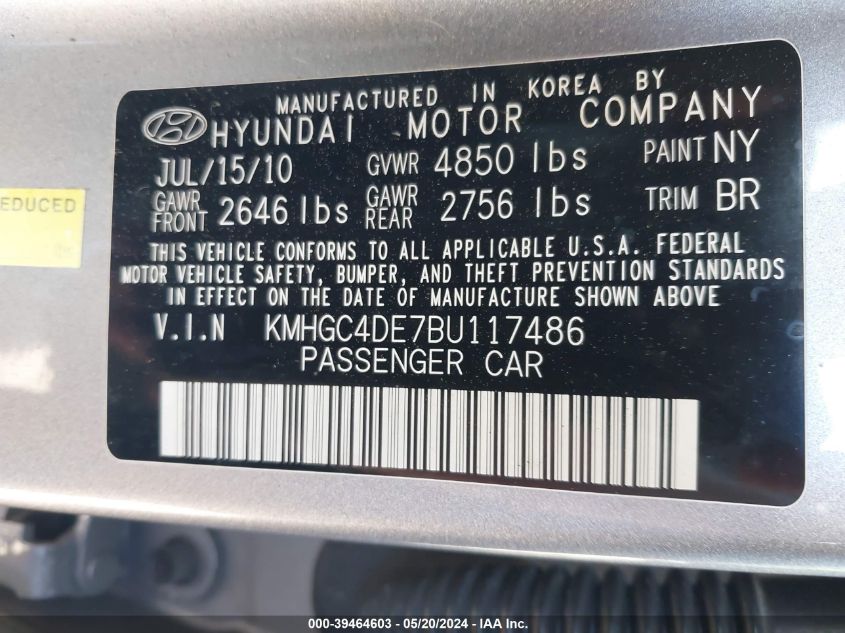 MANUFACTURED IN KOREA BY
HYUNDAI MOTOR COMPANY
JUL/15/10 GVWR 4850 lbs PAINT NY
GAWR FRONT 2646 lbs GAWR REAR 2756 lbs TRIM BR
THIS VEHICLE CONFORMS TO ALL APPLICABLE U.S.A. FEDERAL
MOTOR VEHICLE SAFETY, BUMPER, AND THEFT PREVENTION STANDARDS
IN EFFECT ON THE DATE OF MANUFACTURE SHOWN ABOVE
V.I.N KMHGC4DE7BU117486
PASSENGER CAR
EDUCED
000-39464603 - 05/20/2024 - IAA Inc.